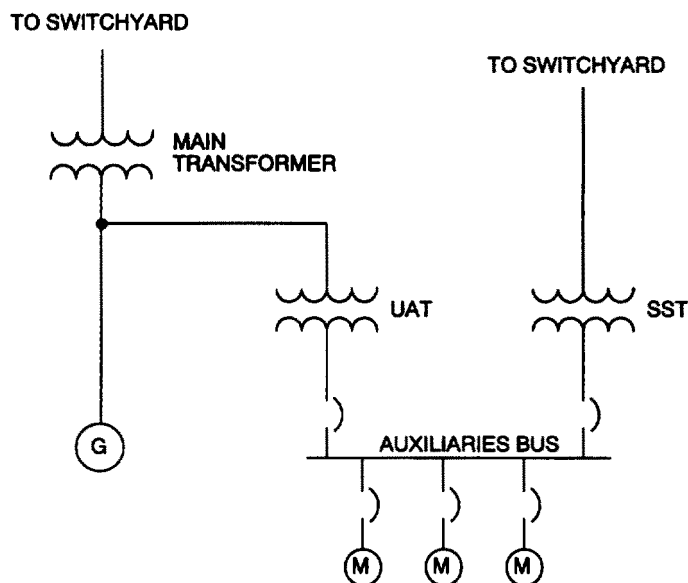 TO SWITCHYARD
TO SWITCHYARD
MAIN
TRANSFORMER
UAT
SST
G
AUXILIARIES BUS
M M M